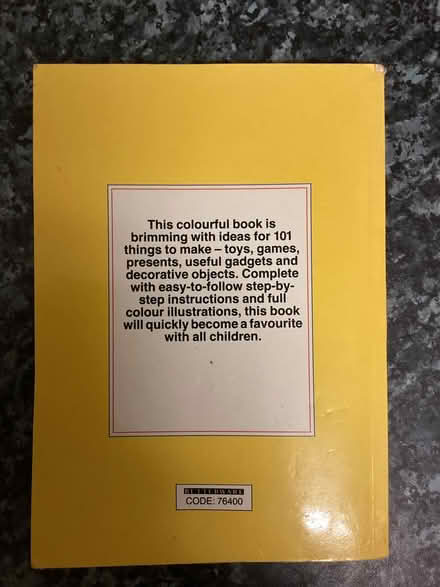 This colourful book is
brimming with ideas for 101
things to make – toys, games,
presents, useful gadgets and
decorative objects. Complete
with easy-to-follow step-by-
step instructions and full
colour illustrations, this book
will quickly become a favourite
with all children.
BETTERWARE
CODE: 76400